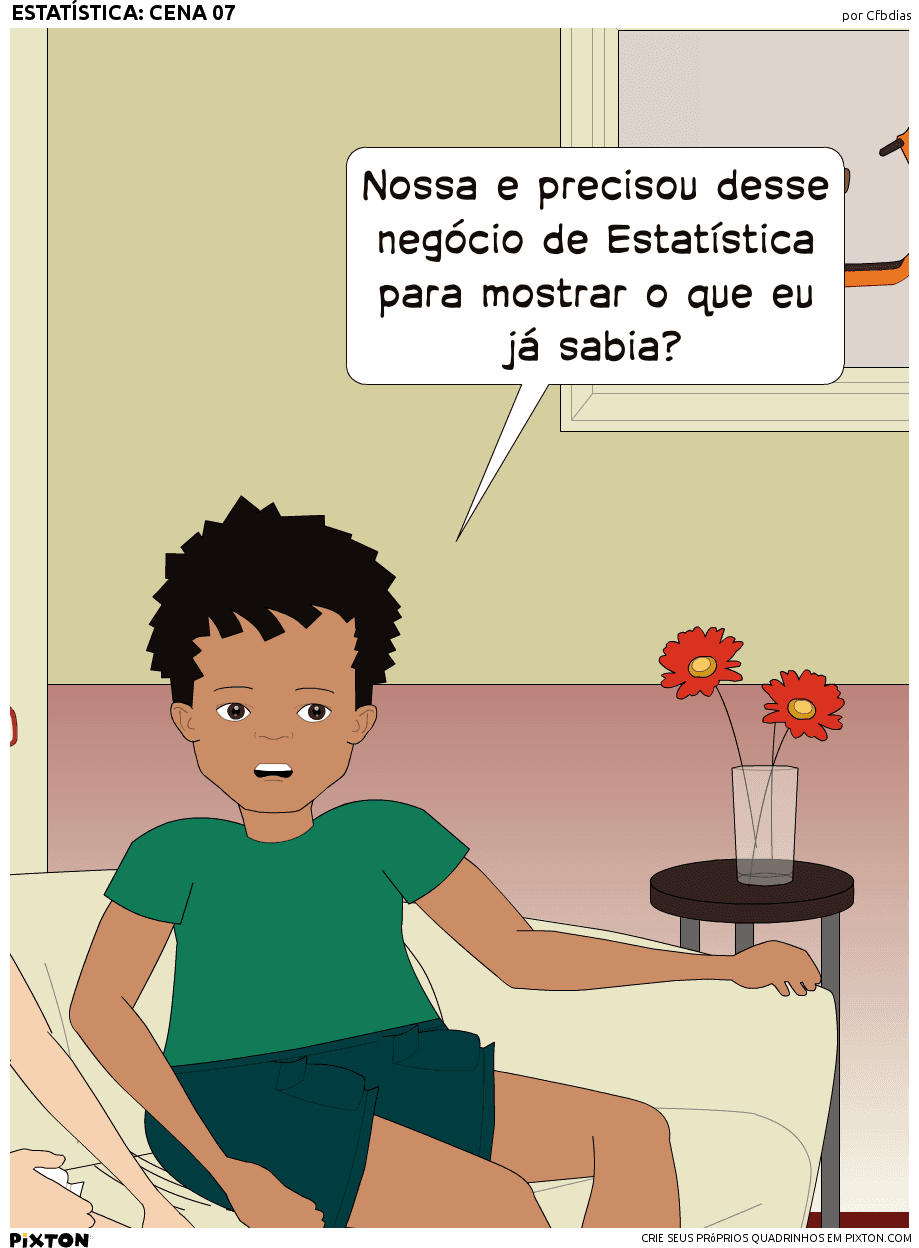 ESTATÍSTICA: CENA 07
por Cfbdias
Nossa e precisou desse
negócio de Estatística
para mostrar o que eu
já sabia?
PiXTON
CRIE SEUS PRóPRIOS QUADRINHOS EM PIXTON.COM